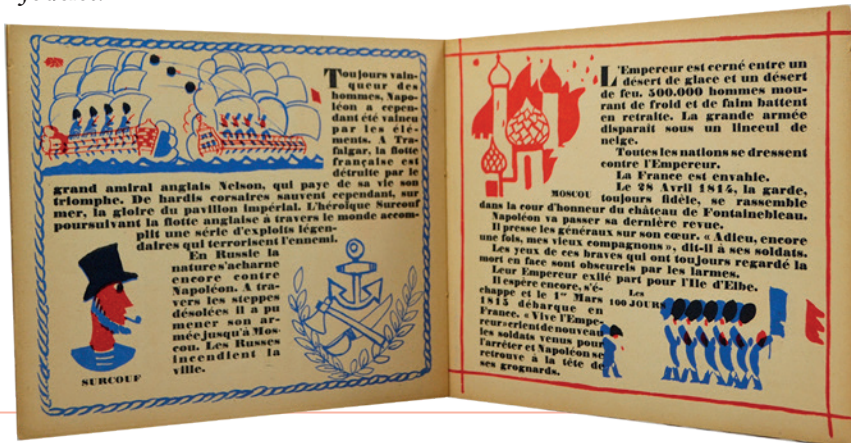 Toujours vain-
queur des
hommes, Napo-
léon a cepen-
dant été vaincu
par les élé-
ments. A Tra-
falgar, la flotte
française est
détruite par le
grand amiral anglais Nelson, qui paye de sa vie son
triomphe. De hardis corsaires sauvent cependant, sur
mer, la gloire du pavillon impérial. L'héroïque Surcouf
poursuivant la flotte anglaise à travers le monde accom-
plit une série d'exploits légen-
daires qui terrorisent l'ennemi.
En Russie la
nature s'acharne
encore contre
Napoléon. A tra-
vers les steppes
désolées il a pu
mener son ar-
mée jusqu'à Mos-
cou. Les Russes
incendient la
ville.
SURCOUF
L'Empereur est cerné entre un
désert de glace et un désert
de feu. 500.000 hommes mou-
rant de froid et de faim battent
en retraite. La grande armée
disparaît sous un linceul de
neige.
Toutes les nations se dressent
contre l'Empereur.
La France est envahie.
Le 28 Avril 1814, la garde,
toujours fidèle, se rassemble
MOSCOU
dans la cour d'honneur du château de Fontainebleau.
Napoléon va passer sa dernière revue.
Il presse les généraux sur son cœur. « Adieu, encore
une fois, mes vieux compagnons », dit-il à ses soldats.
Les yeux de ces braves qui ont toujours regardé la
mort en face sont obscurcis par les larmes.
Leur Empereur exilé part pour l'Ile d'Elbe.
Il espère encore, s'é-
chappe et le 1er Mars
1815 débarque en
France. « Vive l'Empe-
reur » crient de nouveau
les soldats venus pour
l'arrêter et Napoléon se
retrouve à la tête de
ses grognards.
Les
100 JOURS